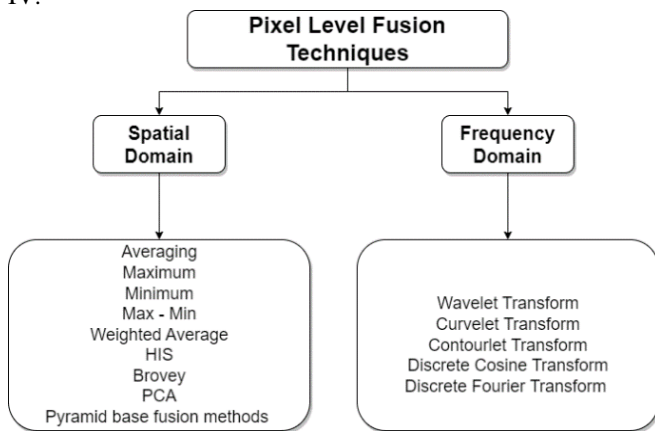 IV.
Pixel Level Fusion
Techniques
Spatial
Domain
Frequency
Domain
Averaging
Maximum
Minimum
Max - Min
Weighted Average
HIS
Brovey
PCA
Pyramid base fusion methods
Wavelet Transform
Curvelet Transform
Contourlet Transform
Discrete Cosine Transform
Discrete Fourier Transform